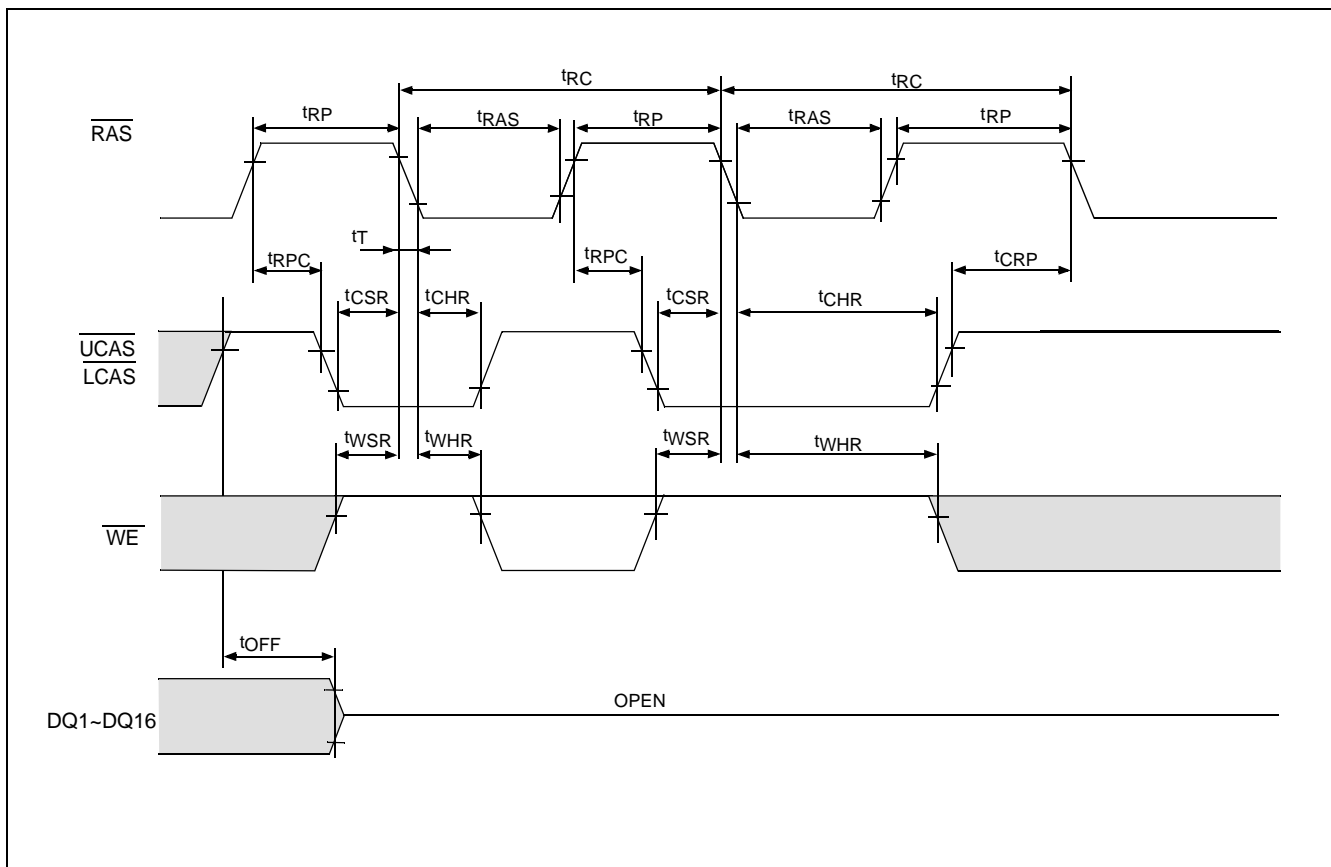 tRC tRC
RAS tRP tRAS tRP tRAS tRP
tT
tRPC tRPC tCRP
tCSR tCHR tCSR tCHR
UCAS
LCAS
tWSR tWHR tWSR tWHR
WE
tOFF
DQ1~DQ16 OPEN